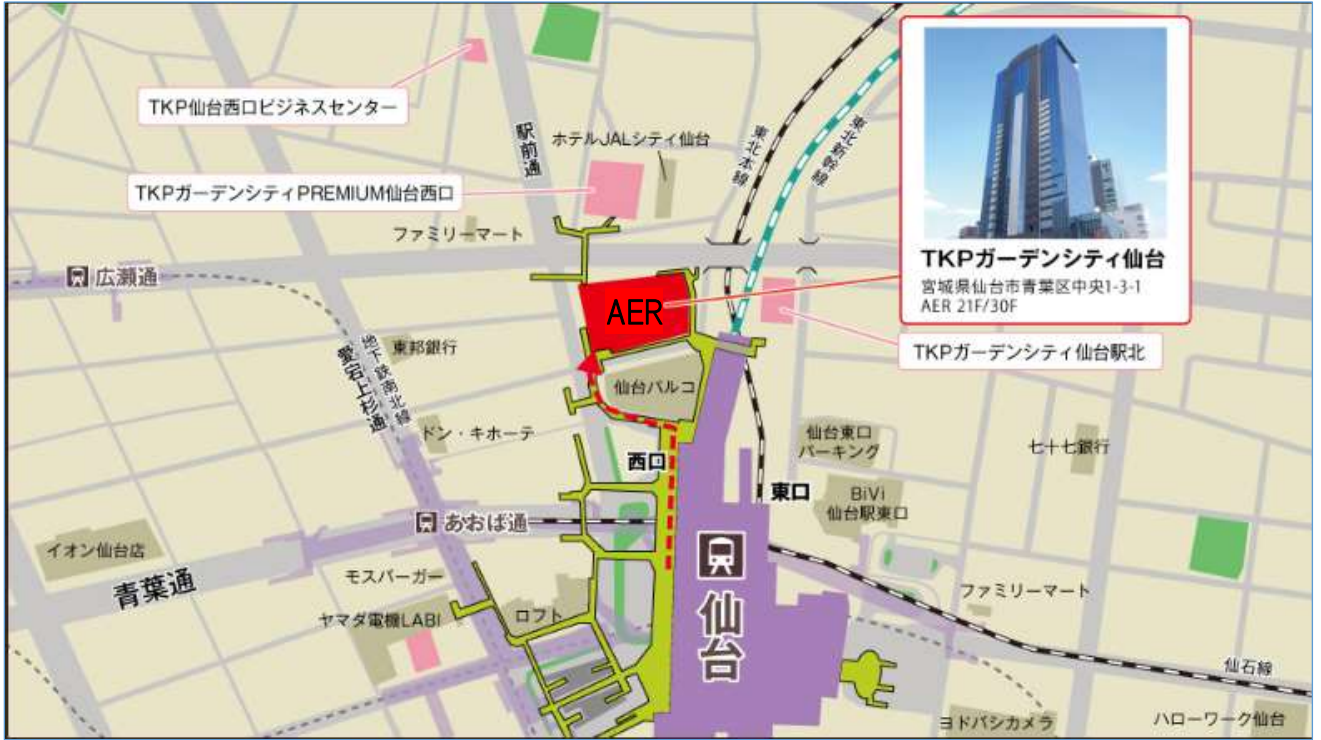 TKP仙台西口ビジネスセンター
駅前通
ホテルJALシティ仙台
東北本線
東北新幹線
TKPガーデンシティPREMIUM仙台西口
ファミリーマート
TKPガーデンシティ仙台
宮城県仙台市青葉区中央1-3-1
AER 21F/30F
広瀬通
AER
TKPガーデンシティ仙台駅北
東邦銀行
地下鉄南北線
愛宕上杉通
仙台パルコ
ドン・キホーテ
西口
仙台東口
パーキング
七十七銀行
東口
BiVi
仙台駅東口
あおば通
イオン仙台店
青葉通
モスバーガー
ヤマダ電機LABI
ロフト
仙台
ファミリーマート
仙石線
ヨドバシカメラ
ハローワーク仙台